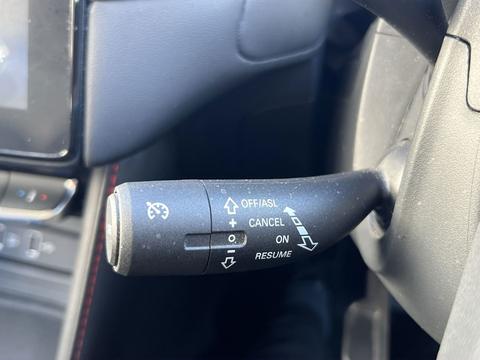 OFF/ASL
+ CANCEL
ON
- RESUME